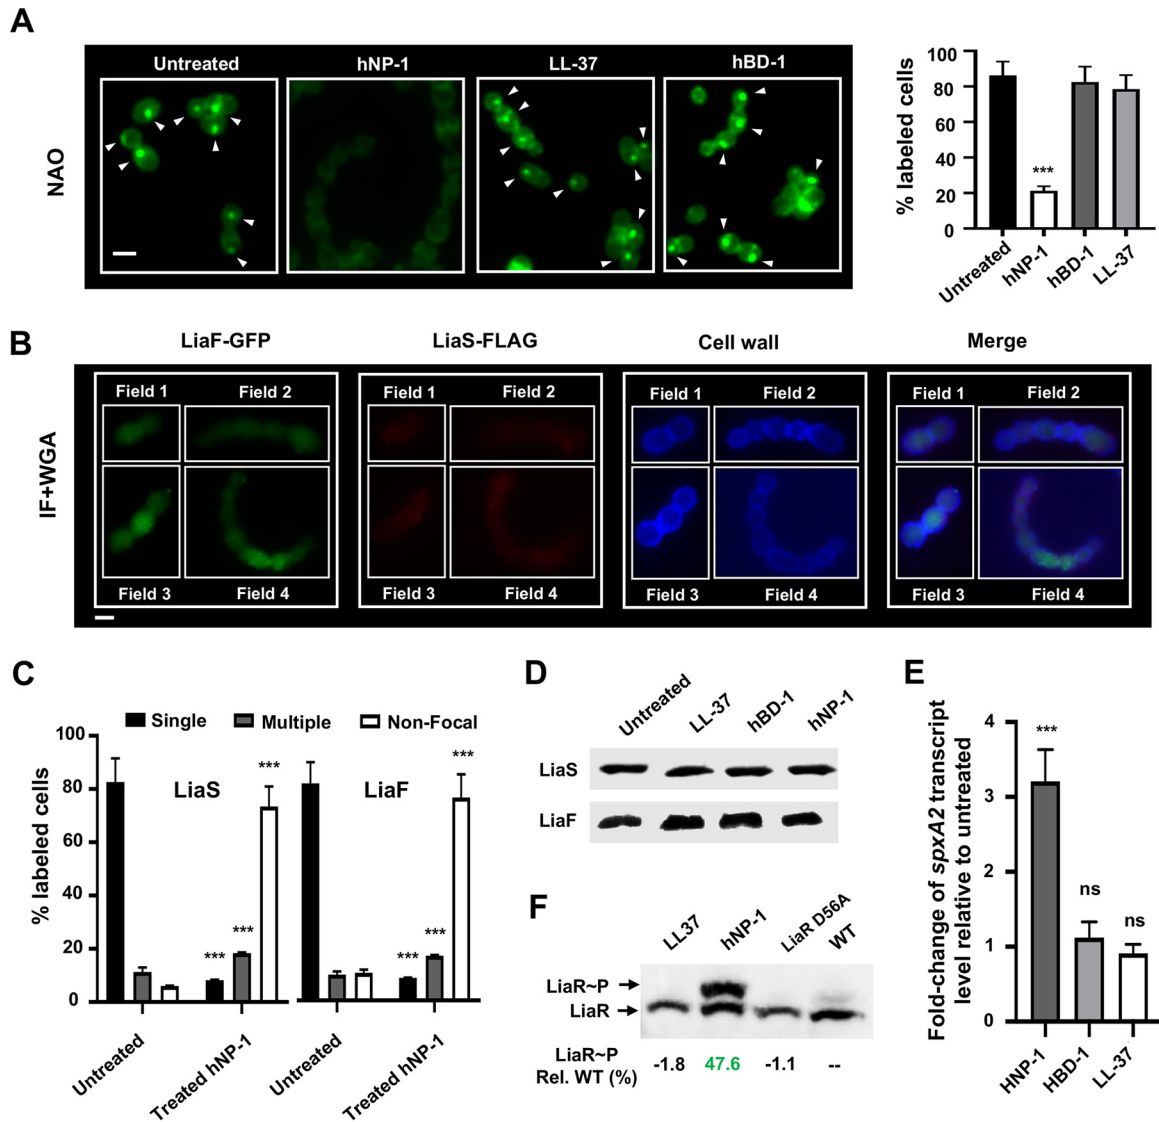 A
Untreated hNP-1 LL-37 hBD-1
NAO
% labeled cells
100
80
60
40
20
0
***
Untreated
hNP-1
hBD-1
LL-37
B
LiaF-GFP LiaS-FLAG Cell wall Merge
IF+WGA
Field 1 Field 2 Field 1 Field 2 Field 1 Field 2 Field 1 Field 2
Field 3 Field 4 Field 3 Field 4 Field 3 Field 4 Field 3 Field 4
C
Single Multiple Non-Focal
% labeled cells
100
80
60
40
20
0
LiaS LiaF
*** *** ***
*** *** ***
Untreated
Treated hNP-1
Untreated
Treated hNP-1
D
Untreated
LL-37
hBD-1
hNP-1
LiaS
LiaF
E
Fold-change of spxA2 transcript
level relative to untreated
4
3
2
1
0
***
ns
ns
HNP-1
HBD-1
LL-37
F
LL37
hNP-1
LiaR D56A
WT
LiaR~P
LiaR
LiaR~P
Rel. WT (%)
-1.8 47.6 -1.1 --